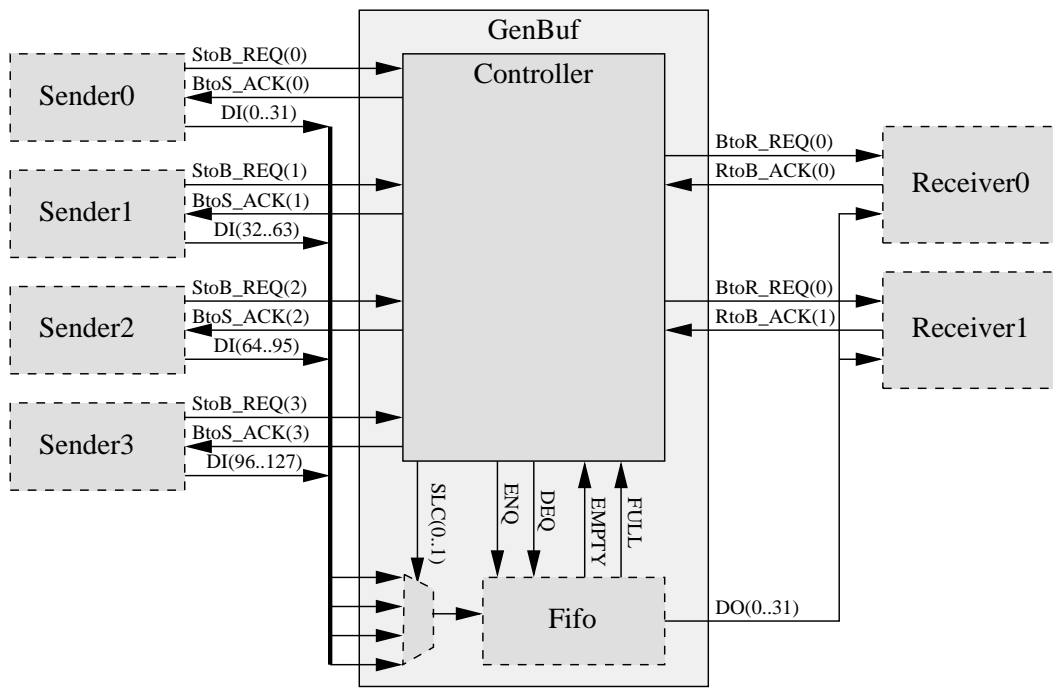 GenBuf
Controller
Sender0
StoB_REQ(0)
BtoS_ACK(0)
DI(0..31)
Sender1
StoB_REQ(1)
BtoS_ACK(1)
DI(32..63)
Sender2
StoB_REQ(2)
BtoS_ACK(2)
DI(64..95)
Sender3
StoB_REQ(3)
BtoS_ACK(3)
DI(96..127)
BtoR_REQ(0)
RtoB_ACK(0)
Receiver0
BtoR_REQ(0)
RtoB_ACK(1)
Receiver1
SLC(0..1)
ENQ
DEQ
EMPTY
FULL
Fifo
DO(0..31)